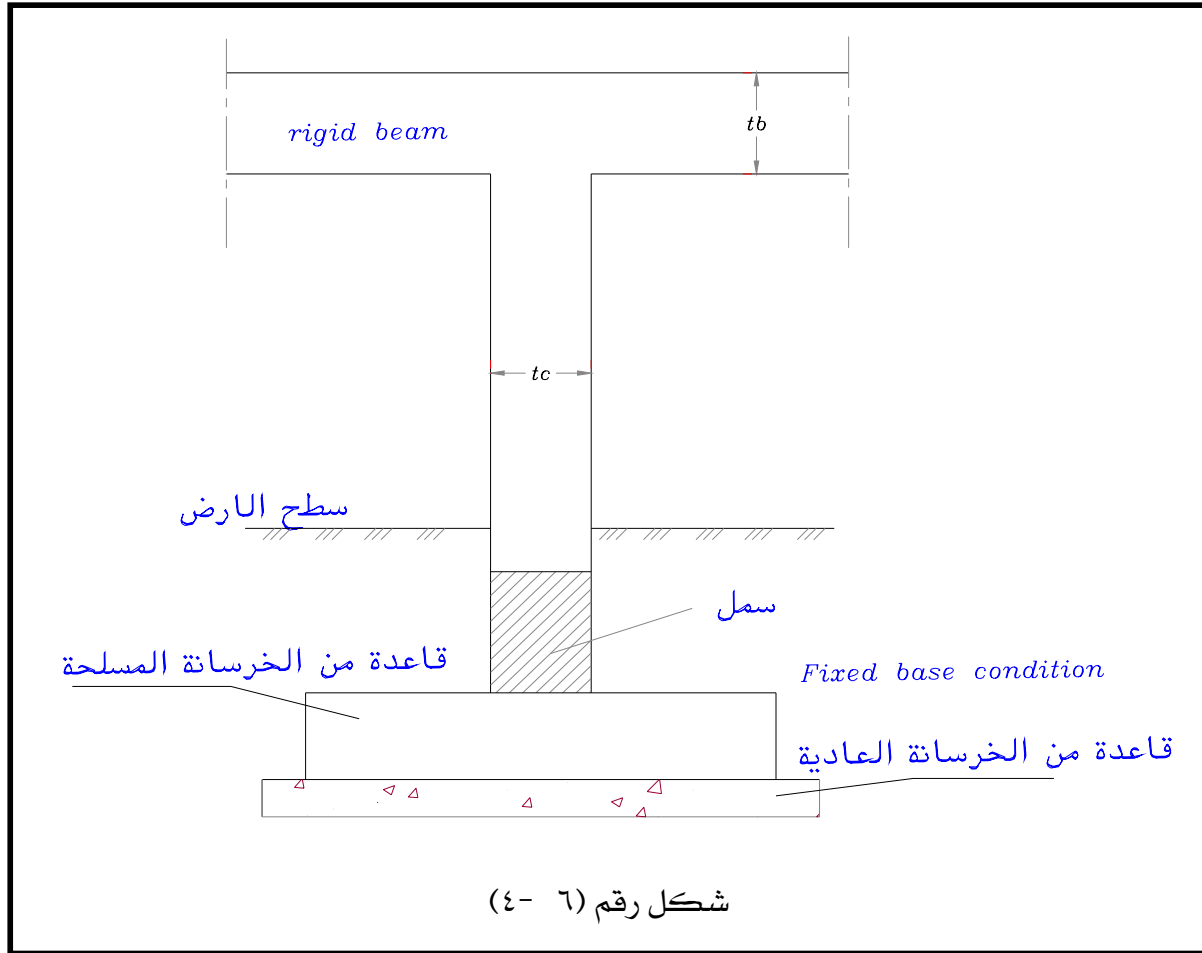 rigid beam
tb
tc
سطح الارض
سمل
قاعدة من الخرسانة المسلحة
Fixed base condition
قاعدة من الخرسانة العادية
شكل رقم (٦ -٤)